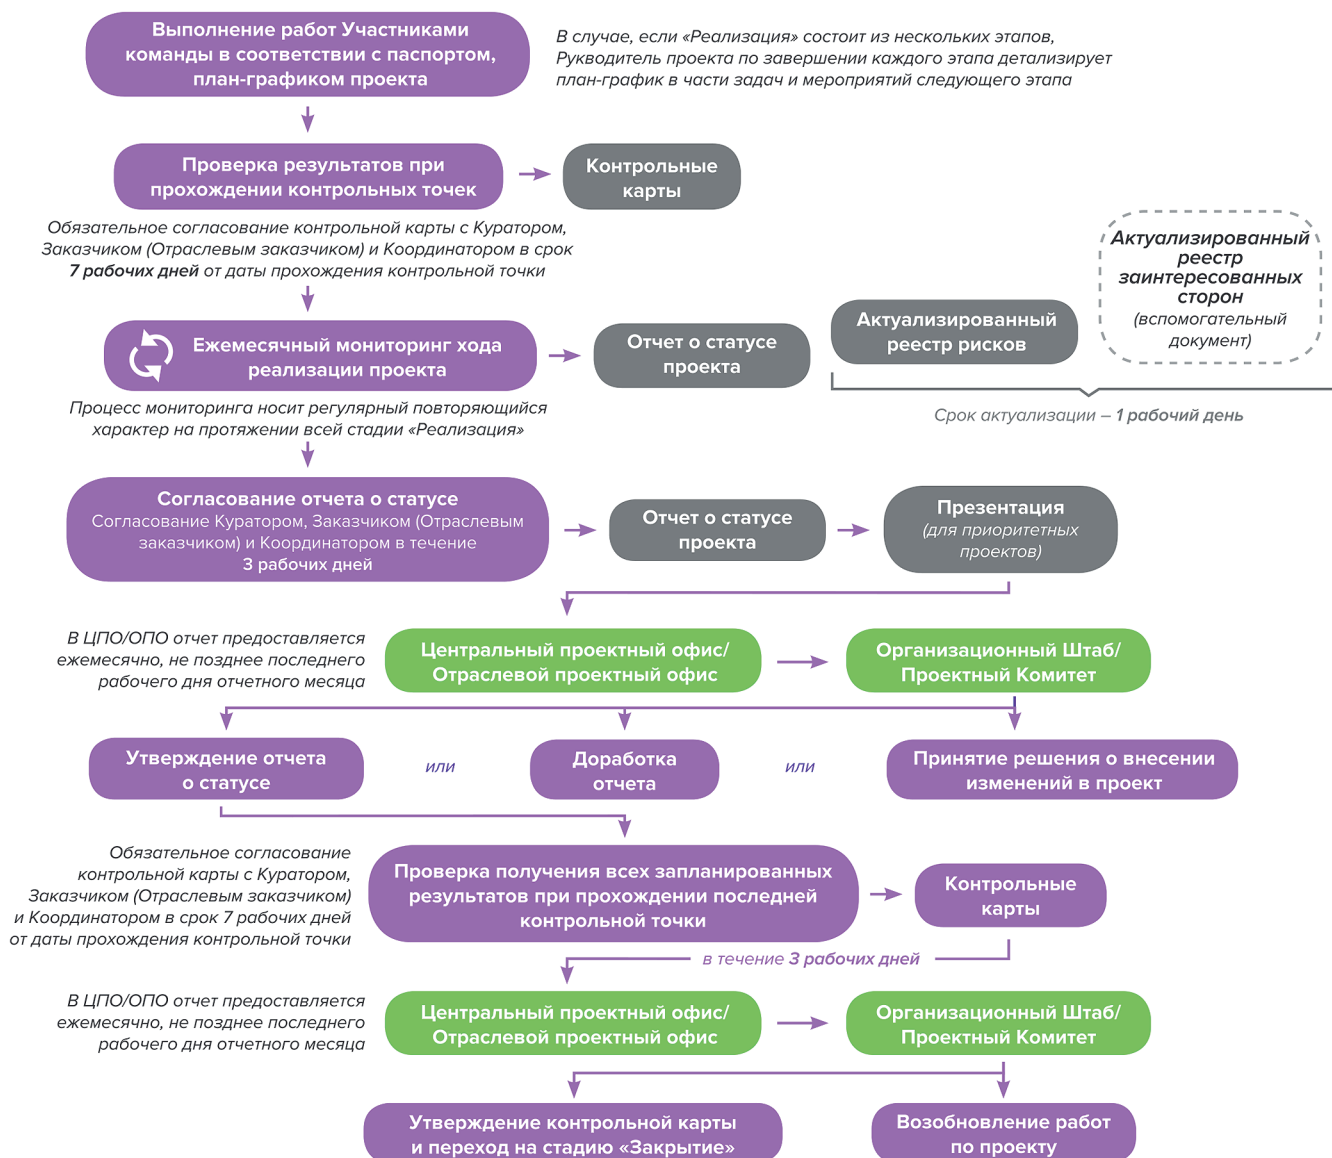 Выполнение работ Участниками
команды в соответствии с паспортом,
план-графиком проекта
В случае, если «Реализация» состоит из нескольких этапов,
Рукводитель проекта по завершении каждого этапа детализирует
план-график в части задач и мероприятий следующего этапа
Проверка результатов при
прохождении контрольных точек
Контрольные
карты
Обязательное согласование контрольной карты с Куратором,
Заказчиком (Отраслевым заказчиком) и Координатором в срок
7 рабочих дней от даты прохождения контрольной точки
Ежемесячный мониторинг хода
реализации проекта
Отчет о статусе
проекта
Актуализированный
реестр рисков
Актуализированный
реестр
заинтересованных
сторон
(вспомогательный
документ)
Срок актуализации – 1 рабочий день
Процесс мониторинга носит регулярный повторяющийся
характер на протяжении всей стадии «Реализация»
Согласование отчета о статусе
Согласование Куратором, Заказчиком (Отраслевым
заказчиком) и Координатором в течение
3 рабочих дней
Отчет о статусе
проекта
Презентация
(для приоритетных
проектов)
В ЦПО/ОПО отчет предоставляется
ежемесячно, не позднее последнего
рабочего дня отчетного месяца
Центральный проектный офис/
Отраслевой проектный офис
Организационный Штаб/
Проектный Комитет
Утверждение отчета
о статусе
или
Доработка
отчета
или
Принятие решения о внесении
изменений в проект
Обязательное согласование
контрольной карты с Куратором,
Заказчиком (Отраслевым заказчиком)
и Координатором в срок 7 рабочих дней
от даты прохождения контрольной точки
Проверка получения всех запланированных
результатов при прохождении последней
контрольной точки
Контрольные
карты
в течение 3 рабочих дней
В ЦПО/ОПО отчет предоставляется
ежемесячно, не позднее последнего
рабочего дня отчетного месяца
Центральный проектный офис/
Отраслевой проектный офис
Организационный Штаб/
Проектный Комитет
Утверждение контрольной карты
и переход на стадию «Закрытие»
Возобновление работ
по проекту